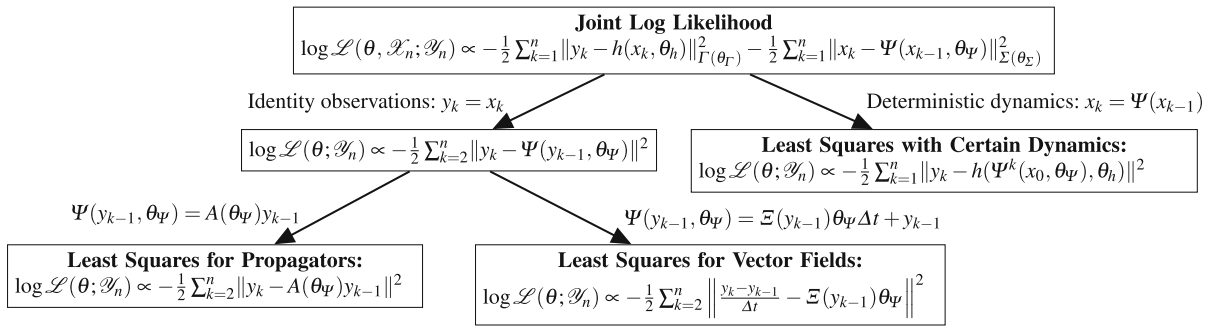 Joint Log Likelihood
log ℒ(θ, 𝒳ₙ; 𝒴ₙ) ∝ −½ ∑ₖ₌₁ⁿ ‖yₖ − h(xₖ, θₕ)‖²_Γ(θ_Γ) − ½ ∑ₖ₌₁ⁿ ‖xₖ − Ψ(xₖ₋₁, θ_Ψ)‖²_Σ(θ_Σ)
Identity observations: yₖ = xₖ
Deterministic dynamics: xₖ = Ψ(xₖ₋₁)
log ℒ(θ; 𝒴ₙ) ∝ −½ ∑ₖ₌₂ⁿ ‖yₖ − Ψ(yₖ₋₁, θ_Ψ)‖²
Least Squares with Certain Dynamics:
log ℒ(θ; 𝒴ₙ) ∝ −½ ∑ₖ₌₁ⁿ ‖yₖ − h(Ψᵏ(x₀, θ_Ψ), θₕ)‖²
Ψ(yₖ₋₁, θ_Ψ) = A(θ_Ψ)yₖ₋₁
Ψ(yₖ₋₁, θ_Ψ) = Ξ(yₖ₋₁)θ_ΨΔt + yₖ₋₁
Least Squares for Propagators:
log ℒ(θ; 𝒴ₙ) ∝ −½ ∑ₖ₌₂ⁿ ‖yₖ − A(θ_Ψ)yₖ₋₁‖²
Least Squares for Vector Fields:
log ℒ(θ; 𝒴ₙ) ∝ −½ ∑ₖ₌₂ⁿ ‖(yₖ − yₖ₋₁)/Δt − Ξ(yₖ₋₁)θ_Ψ‖²